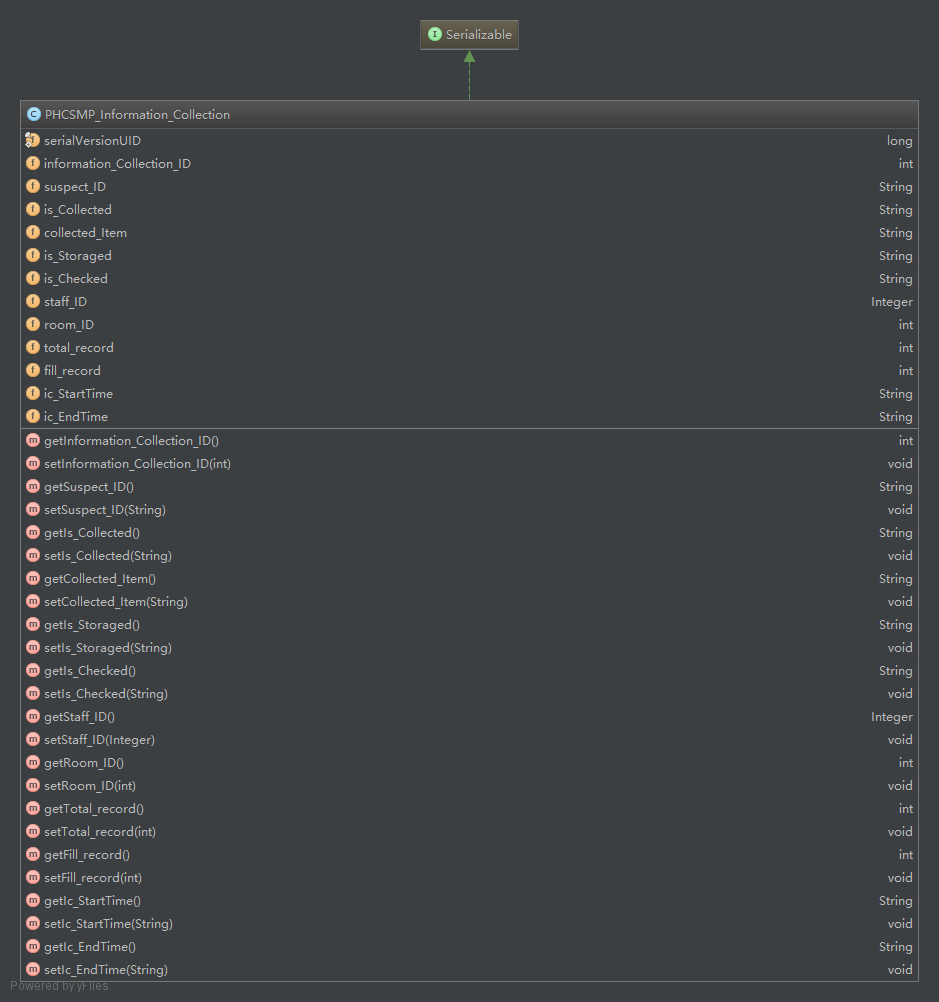 I Serializable
C PHCSMP_Information_Collection
f serialVersionUID long
f information_Collection_ID int
f suspect_ID String
f is_Collected String
f collected_Item String
f is_Storaged String
f is_Checked String
f staff_ID Integer
f room_ID int
f total_record int
f fill_record int
f ic_StartTime String
f ic_EndTime String
m getInformation_Collection_ID() int
m setInformation_Collection_ID(int) void
m getSuspect_ID() String
m setSuspect_ID(String) void
m getIs_Collected() String
m setIs_Collected(String) void
m getCollected_Item() String
m setCollected_Item(String) void
m getIs_Storaged() String
m setIs_Storaged(String) void
m getIs_Checked() String
m setIs_Checked(String) void
m getStaff_ID() Integer
m setStaff_ID(Integer) void
m getRoom_ID() int
m setRoom_ID(int) void
m getTotal_record() int
m setTotal_record(int) void
m getFill_record() int
m setFill_record(int) void
m getIc_StartTime() String
m setIc_StartTime(String) void
m getIc_EndTime() String
m setIc_EndTime(String) void
Powered by yFiles